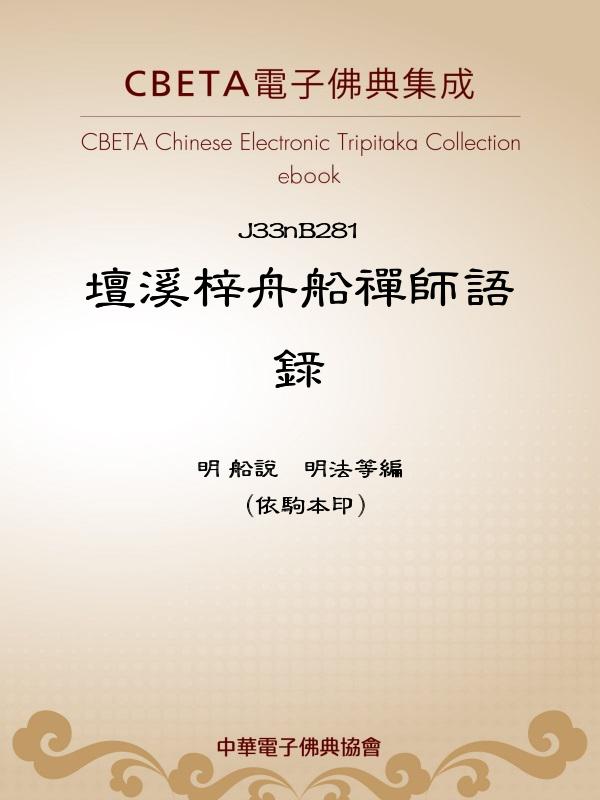 CBETA電子佛典集成
CBETA Chinese Electronic Tripitaka Collection
ebook
J33nB281
壇溪梓舟船禪師語
錄
明 船說　明法等編
（依駒本印）
中華電子佛典協會